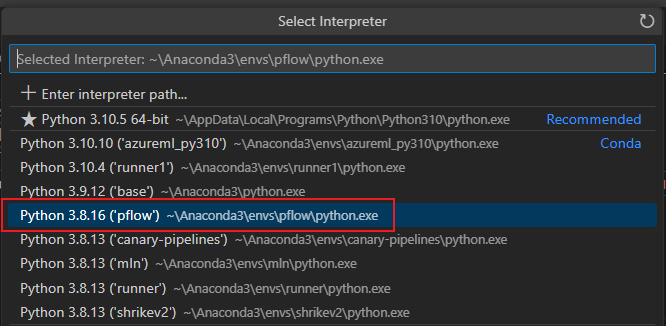 Select Interpreter
Selected Interpreter: ~\Anaconda3\envs\pflow\python.exe
Enter interpreter path...
Python 3.10.5 64-bit ~\AppData\Local\Programs\Python\Python310\python.exe Recommended
Python 3.10.10 ('azureml_py310') ~\Anaconda3\envs\azureml_py310\python.exe Conda
Python 3.10.4 ('runner1') ~\Anaconda3\envs\runner1\python.exe
Python 3.9.12 ('base') ~\Anaconda3\python.exe
Python 3.8.16 ('pflow') ~\Anaconda3\envs\pflow\python.exe
Python 3.8.13 ('canary-pipelines') ~\Anaconda3\envs\canary-pipelines\python.exe
Python 3.8.13 ('mln') ~\Anaconda3\envs\mln\python.exe
Python 3.8.13 ('runner') ~\Anaconda3\envs\runner\python.exe
Python 3.8.13 ('shrikev2') ~\Anaconda3\envs\shrikev2\python.exe